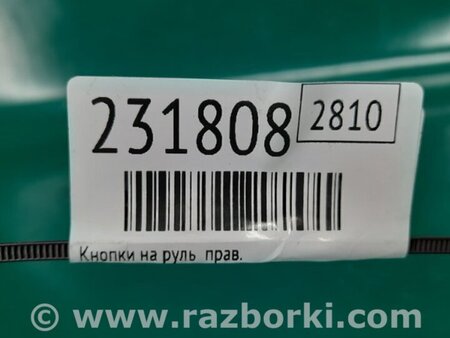 231808 2810
Кнопки на руль прав.
© www.razborki.com